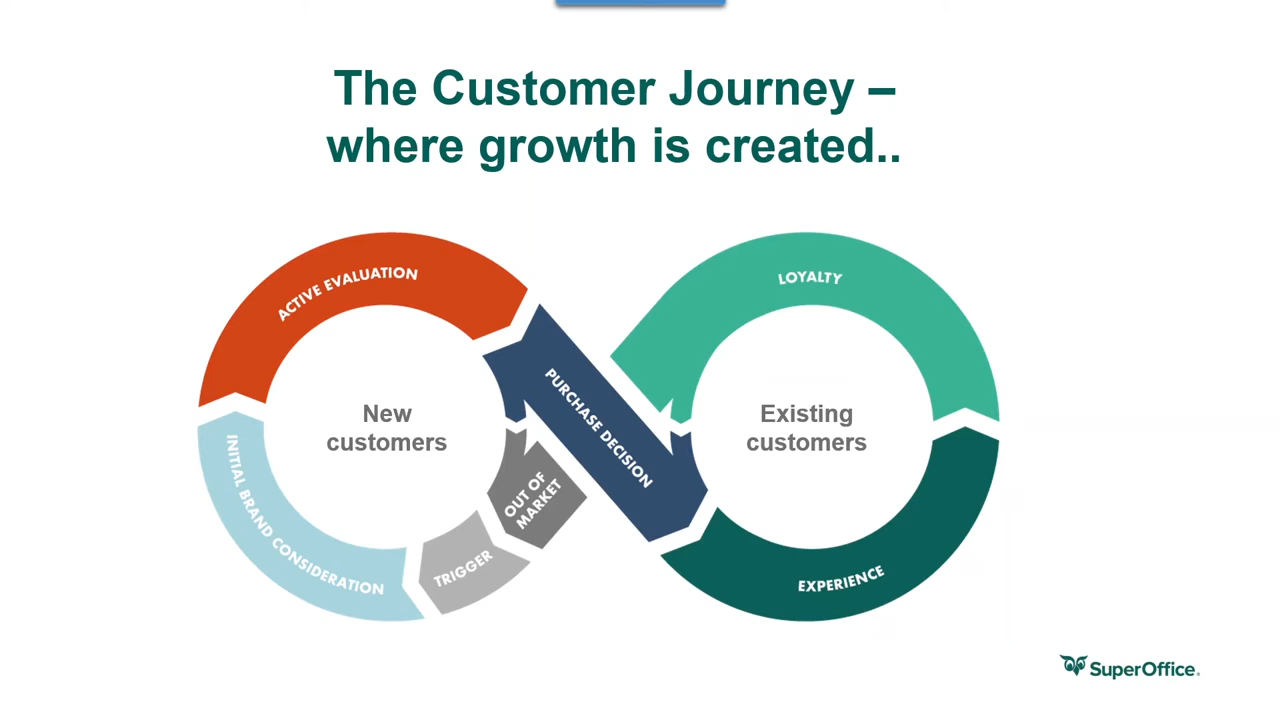 The Customer Journey –
where growth is created..
ACTIVE EVALUATION
LOYALTY
PURCHASE DECISION
New
customers
Existing
customers
INITIAL BRAND CONSIDERATION
OUT OF
MARKET
TRIGGER
EXPERIENCE
SuperOffice.